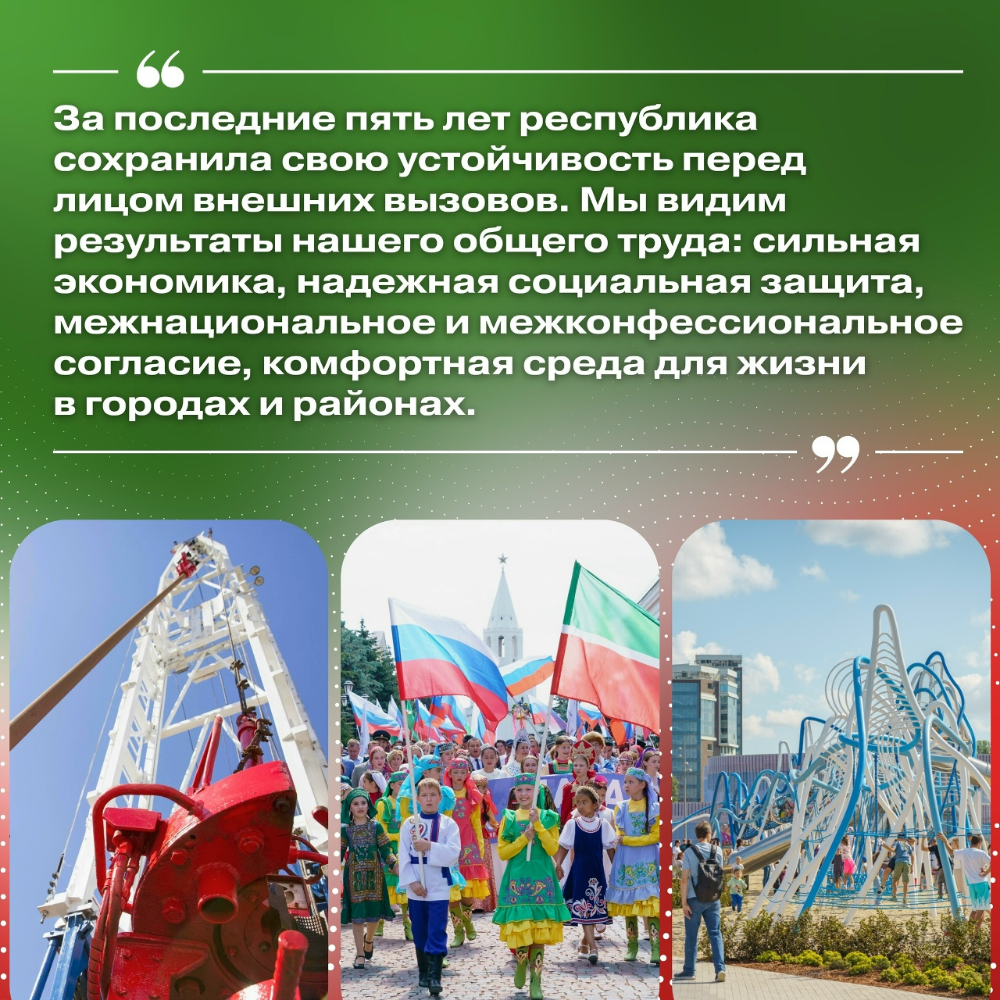 За последние пять лет республика
сохранила свою устойчивость перед
лицом внешних вызовов. Мы видим
результаты нашего общего труда: сильная
экономика, надежная социальная защита,
межнациональное и межконфессиональное
согласие, комфортная среда для жизни
в городах и районах.